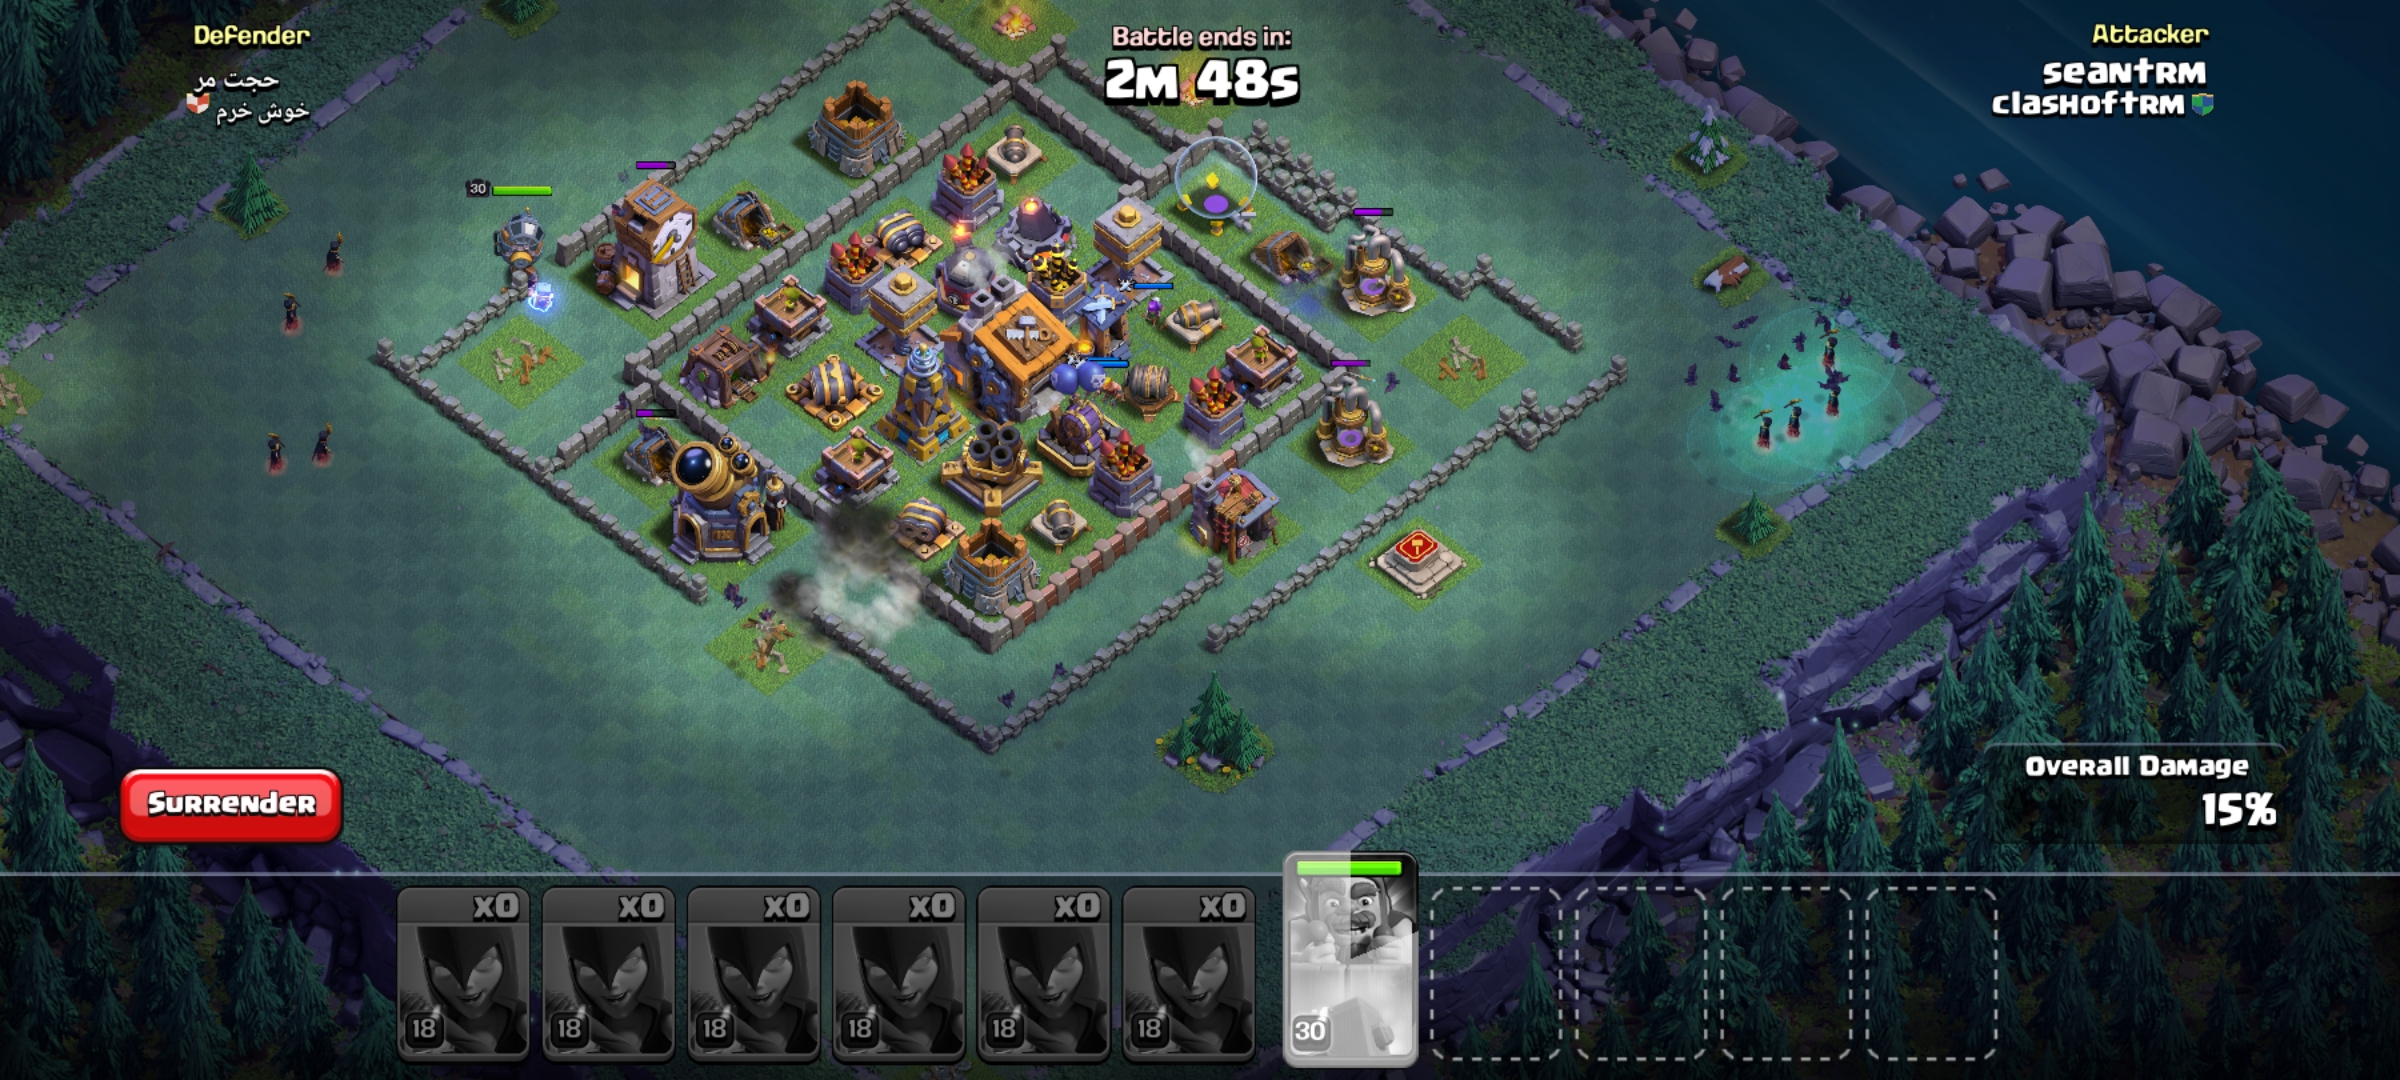 Defender
حجت مر
خوش خرم
Battle ends in:
2M 48S
Attacker
seantRM
clashoftRM
30
Surrender
Overall Damage
15%
x0
x0
x0
x0
x0
x0
18
18
18
18
18
18
30